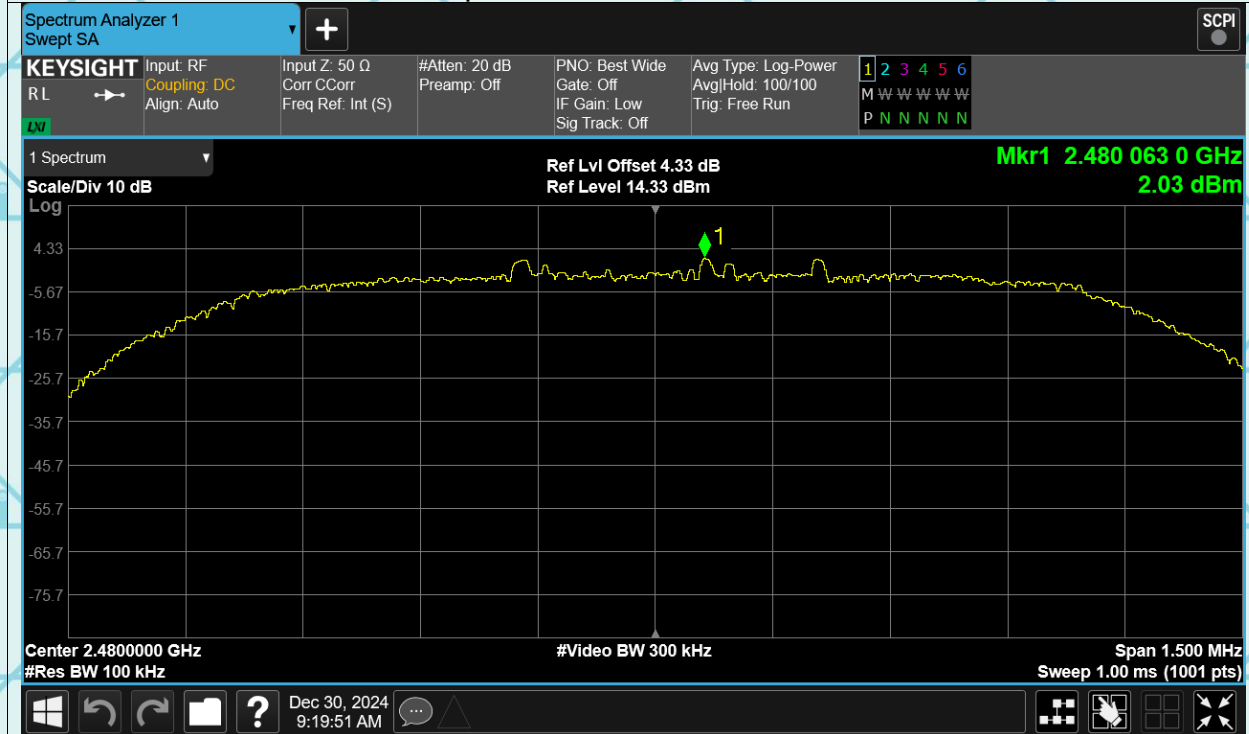 Spectrum Analyzer 1
Swept SA
+
SCPI
KEYSIGHT
R L
LXI
Input: RF
Coupling: DC
Align: Auto
Input Z: 50 Ω
Corr CCorr
Freq Ref: Int (S)
#Atten: 20 dB
Preamp: Off
PNO: Best Wide
Gate: Off
IF Gain: Low
Sig Track: Off
Avg Type: Log-Power
Avg|Hold: 100/100
Trig: Free Run
1 2 3 4 5 6
M W W W W W
P N N N N N
1 Spectrum
Scale/Div 10 dB
Log
Ref Lvl Offset 4.33 dB
Ref Level 14.33 dBm
Mkr1 2.480 063 0 GHz
2.03 dBm
1
4.33
-5.67
-15.7
-25.7
-35.7
-45.7
-55.7
-65.7
-75.7
Center 2.4800000 GHz
#Res BW 100 kHz
#Video BW 300 kHz
Span 1.500 MHz
Sweep 1.00 ms (1001 pts)
?
Dec 30, 2024
9:19:51 AM